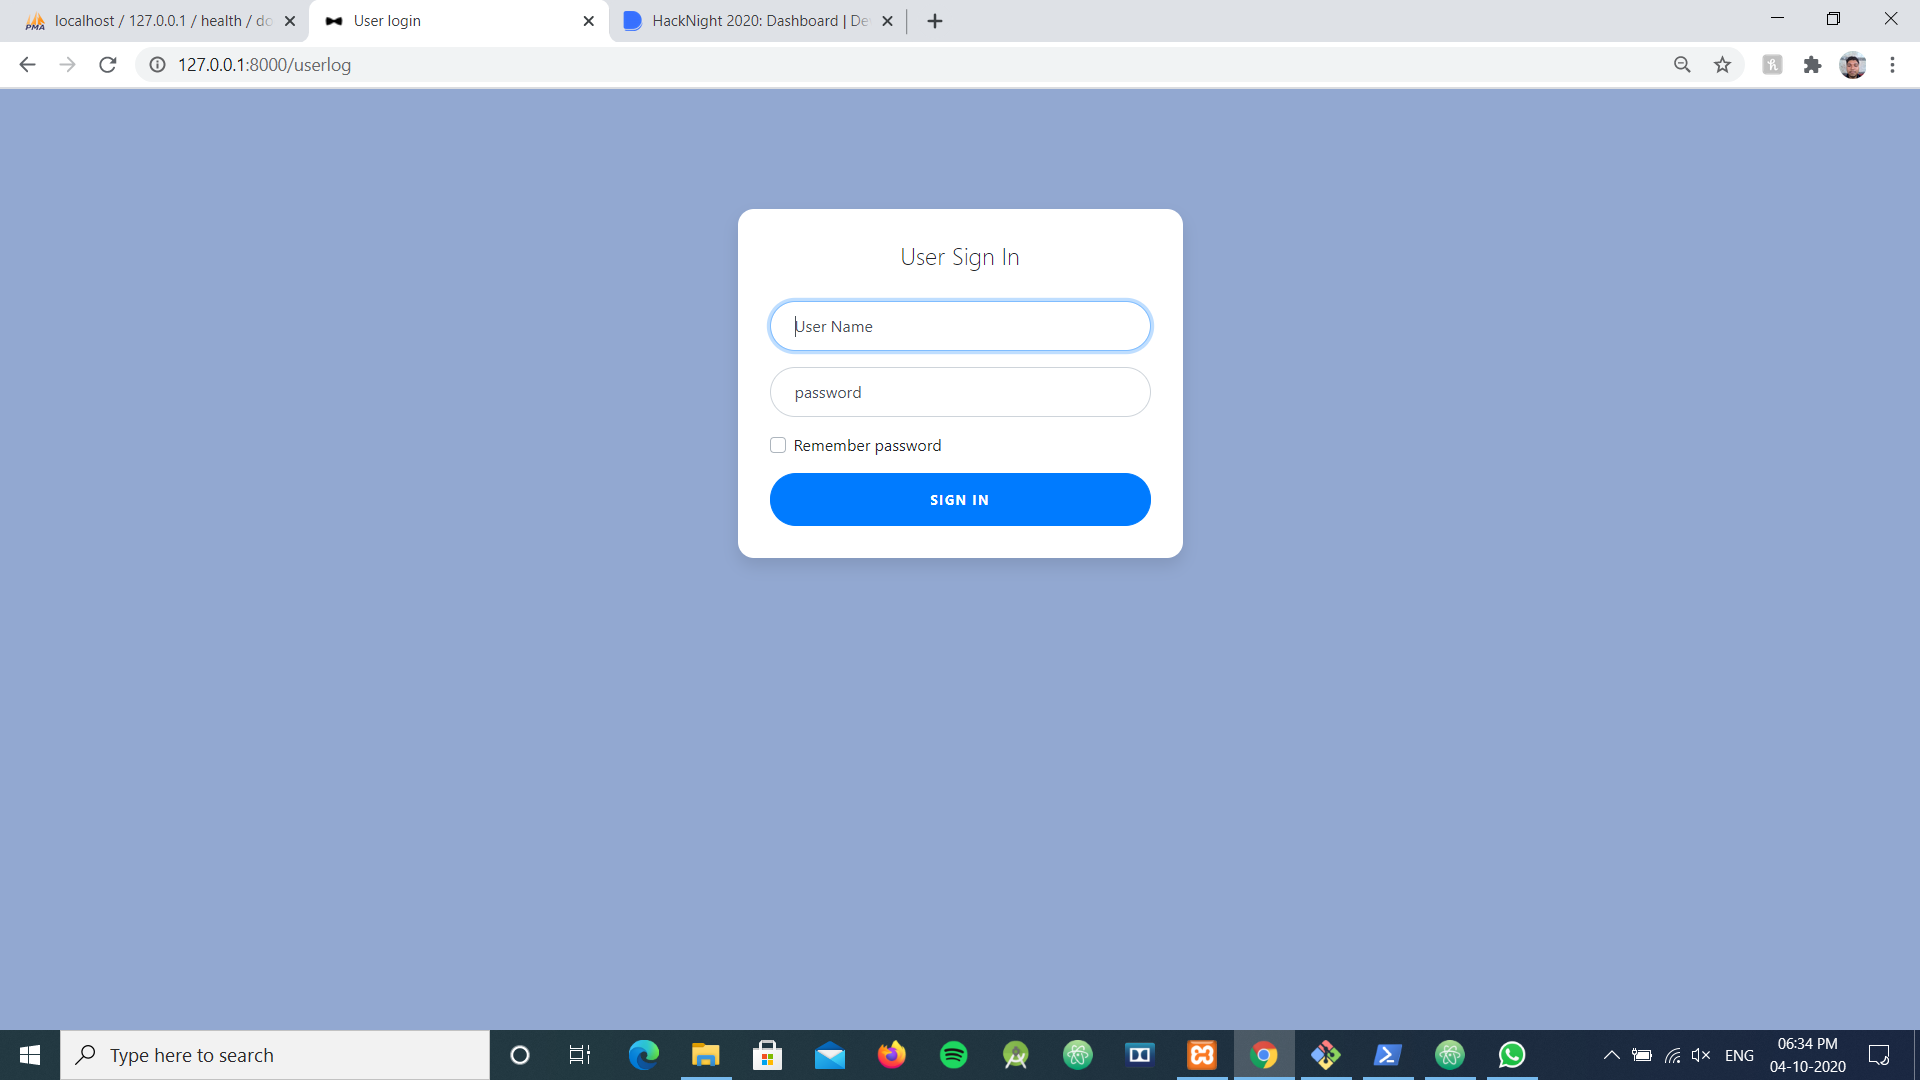 localhost / 127.0.0.1 / health / do
User login
HackNight 2020: Dashboard | De
127.0.0.1:8000/userlog
User Sign In
User Name
password
Remember password
SIGN IN
Type here to search
ENG
06:34 PM
04-10-2020